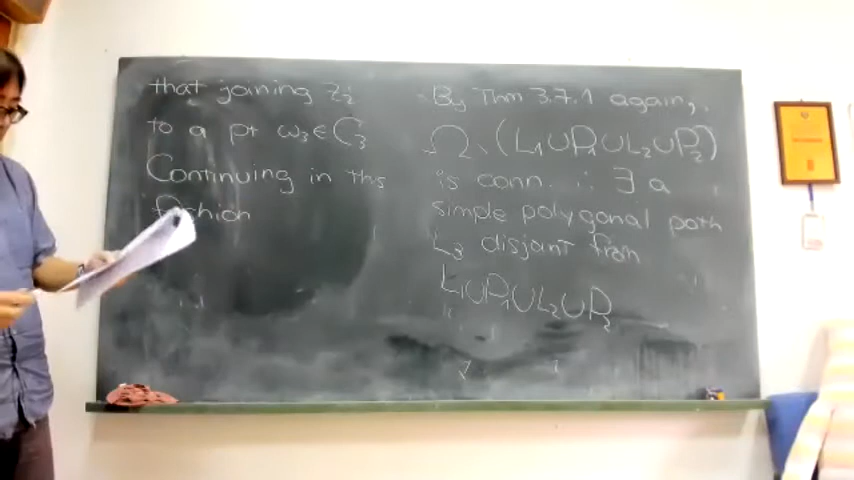 that joining z₂'
to a pt ω₃ ∈ C₃
Continuing in this
fashion
By Thm 3.7.1 again,
Ω \ (L₁∪P₁∪L₂∪P₂)
is conn. ∴ ∃ a
simple polygonal path
L₃ disjant from
L₁∪P₁∪L₂∪P₂